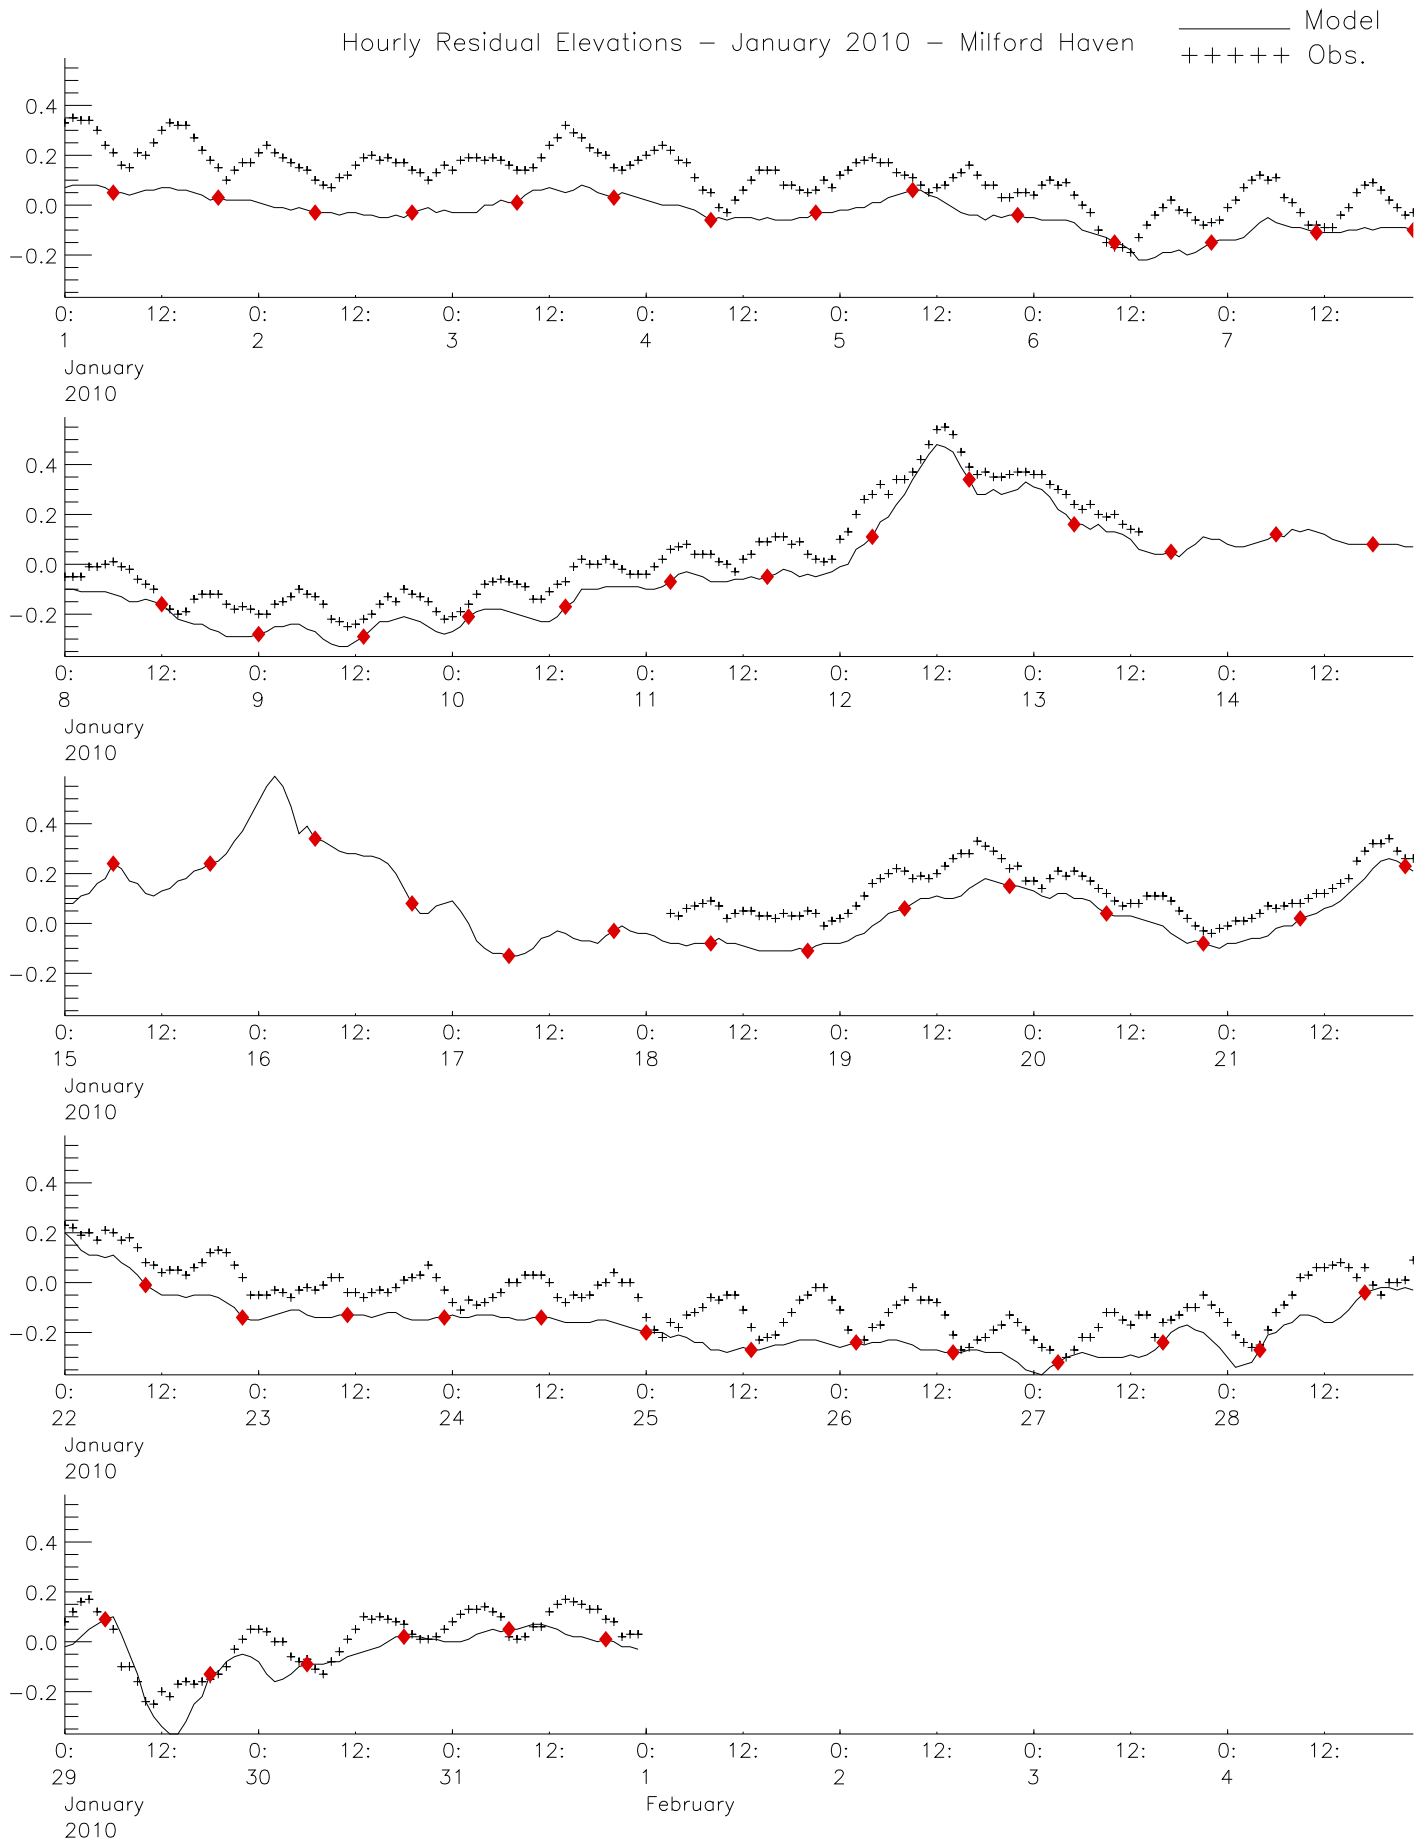 Hourly Residual Elevations – January 2010 – Milford Haven
Model
+++++ Obs.
0.4
0.2
0.0
−0.2
0: 12: 0: 12: 0: 12: 0: 12: 0: 12: 0: 12: 0: 12:
1 2 3 4 5 6 7
January
2010
0.4
0.2
0.0
−0.2
0: 12: 0: 12: 0: 12: 0: 12: 0: 12: 0: 12: 0: 12:
8 9 10 11 12 13 14
January
2010
0.4
0.2
0.0
−0.2
0: 12: 0: 12: 0: 12: 0: 12: 0: 12: 0: 12: 0: 12:
15 16 17 18 19 20 21
January
2010
0.4
0.2
0.0
−0.2
0: 12: 0: 12: 0: 12: 0: 12: 0: 12: 0: 12: 0: 12:
22 23 24 25 26 27 28
January
2010
0.4
0.2
0.0
−0.2
0: 12: 0: 12: 0: 12: 0: 12: 0: 12: 0: 12: 0: 12:
29 30 31 1 2 3 4
January February
2010